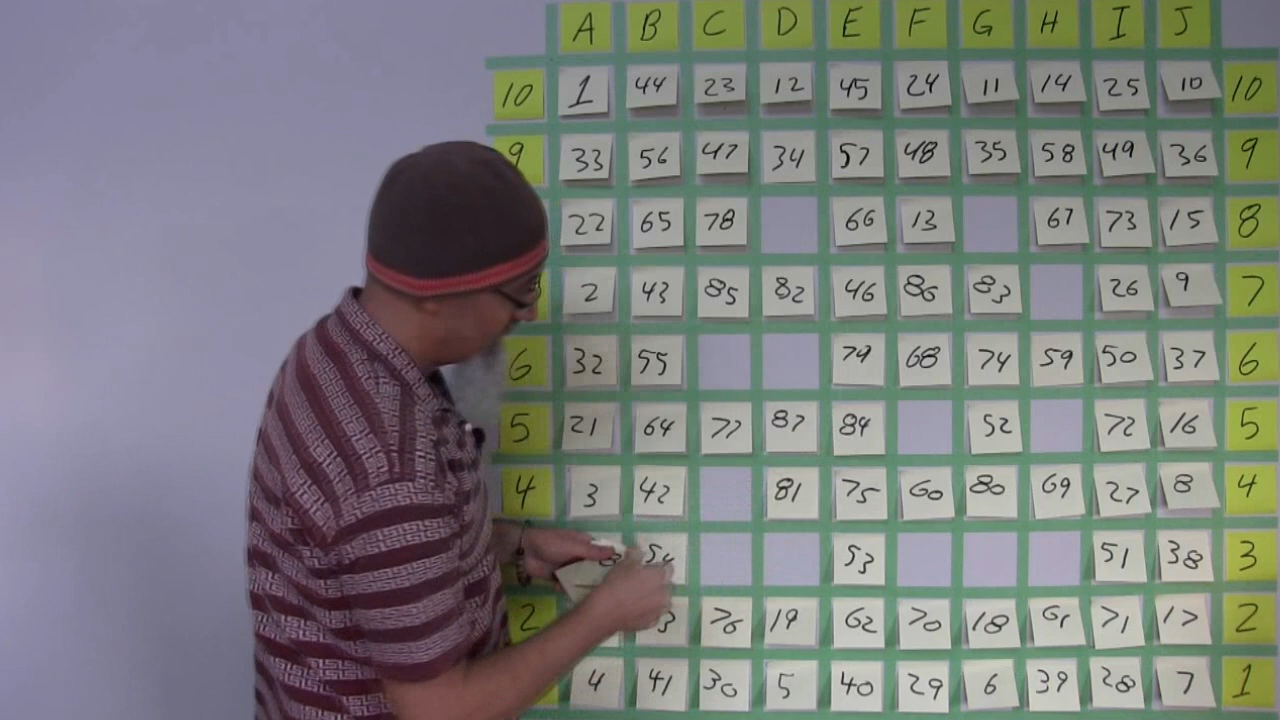 A B C D E F G H I J
10 1 44 23 12 45 24 11 14 25 10 10
9 33 56 47 34 57 48 35 58 49 36 9
22 65 78 66 13 67 73 15 8
2 43 85 82 46 86 83 26 9 7
6 32 55 79 68 74 59 50 37 6
5 21 64 77 87 84 52 72 16 5
4 3 42 81 75 60 80 69 27 8 4
54 53 51 38 3
2 76 19 62 70 18 61 71 17 2
4 41 30 5 40 29 6 39 28 7 1